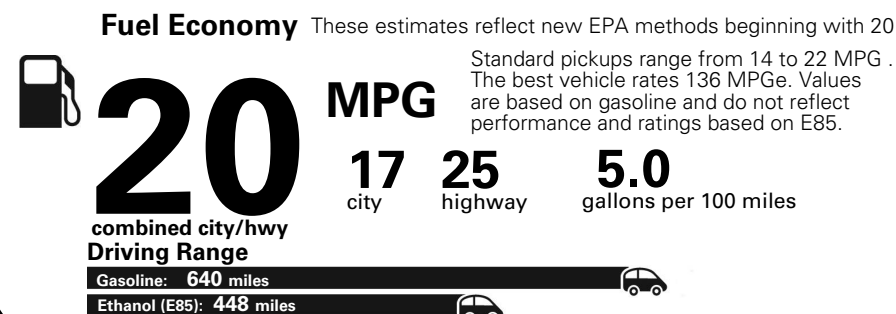 Fuel Economy These estimates reflect new EPA methods beginning with 20
Standard pickups range from 14 to 22 MPG .
The best vehicle rates 136 MPGe. Values
are based on gasoline and do not reflect
performance and ratings based on E85.
20 MPG
17 25 5.0
city highway gallons per 100 miles
combined city/hwy
Driving Range
Gasoline: 640 miles
Ethanol (E85): 448 miles